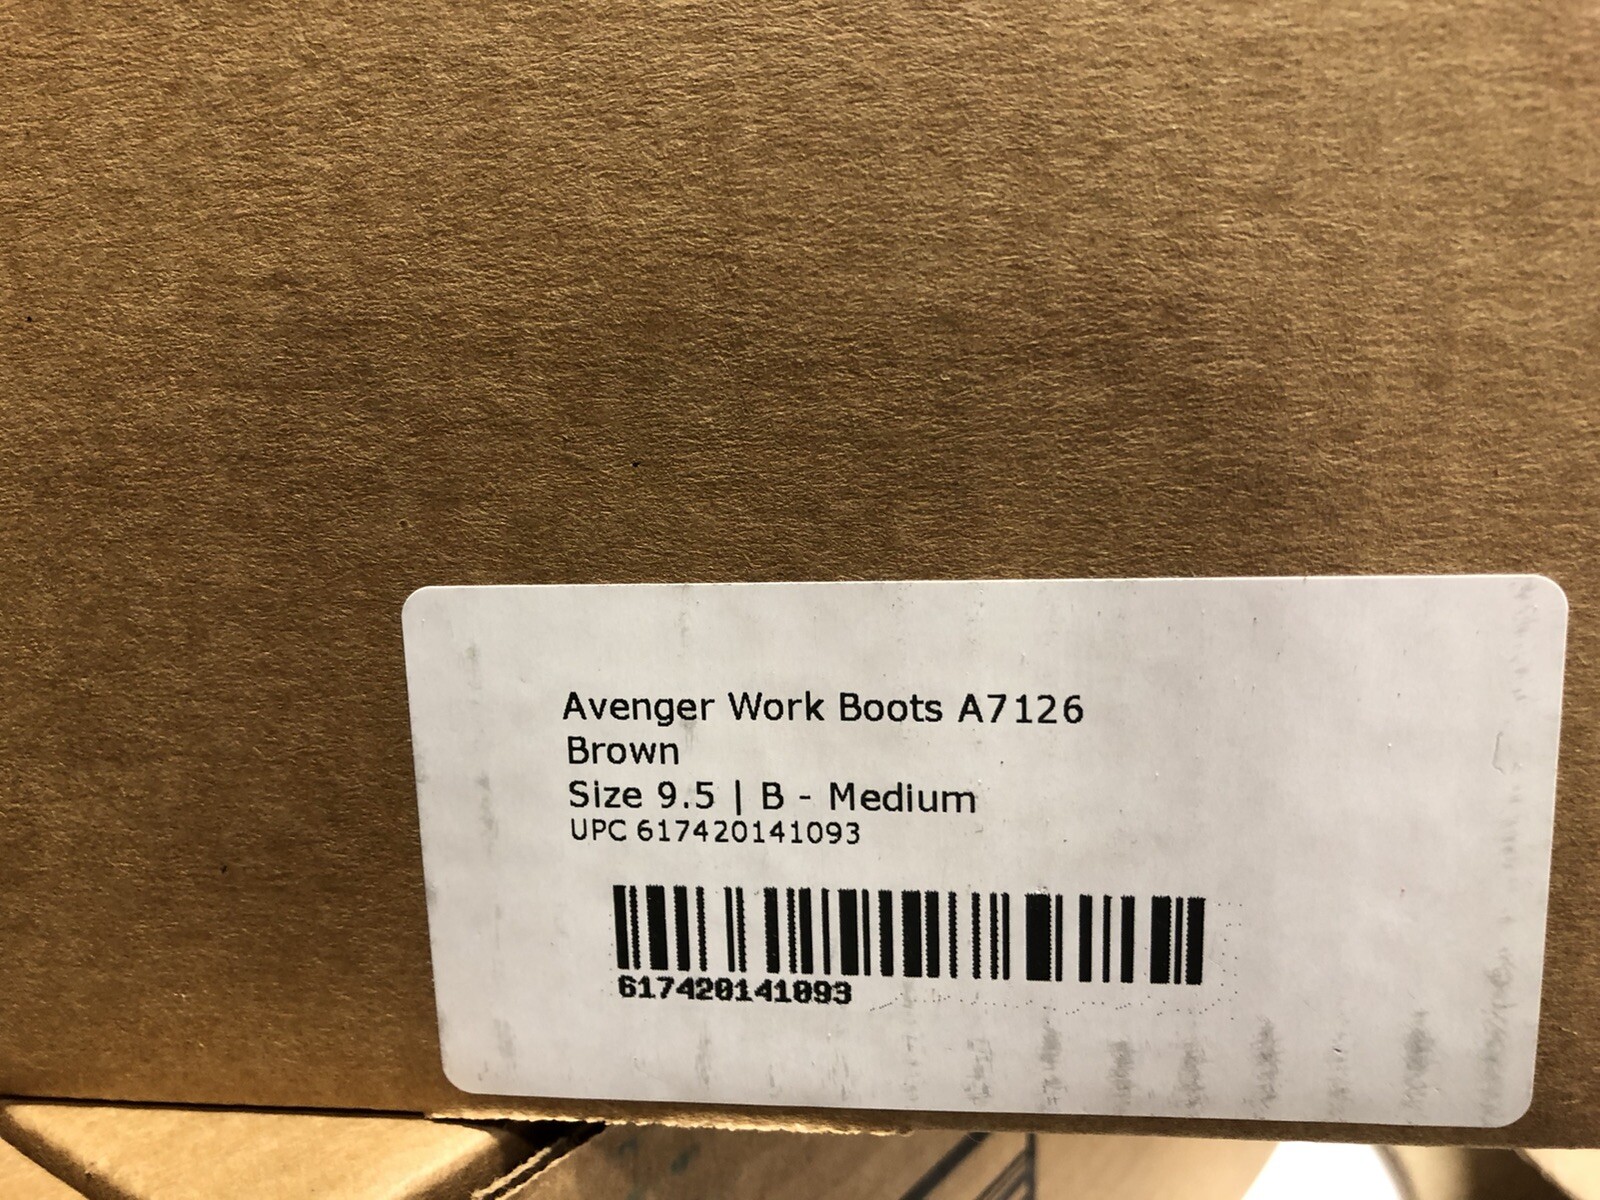 Avenger Work Boots A7126
Brown
Size 9.5 | B - Medium
UPC 617420141093
617420141093